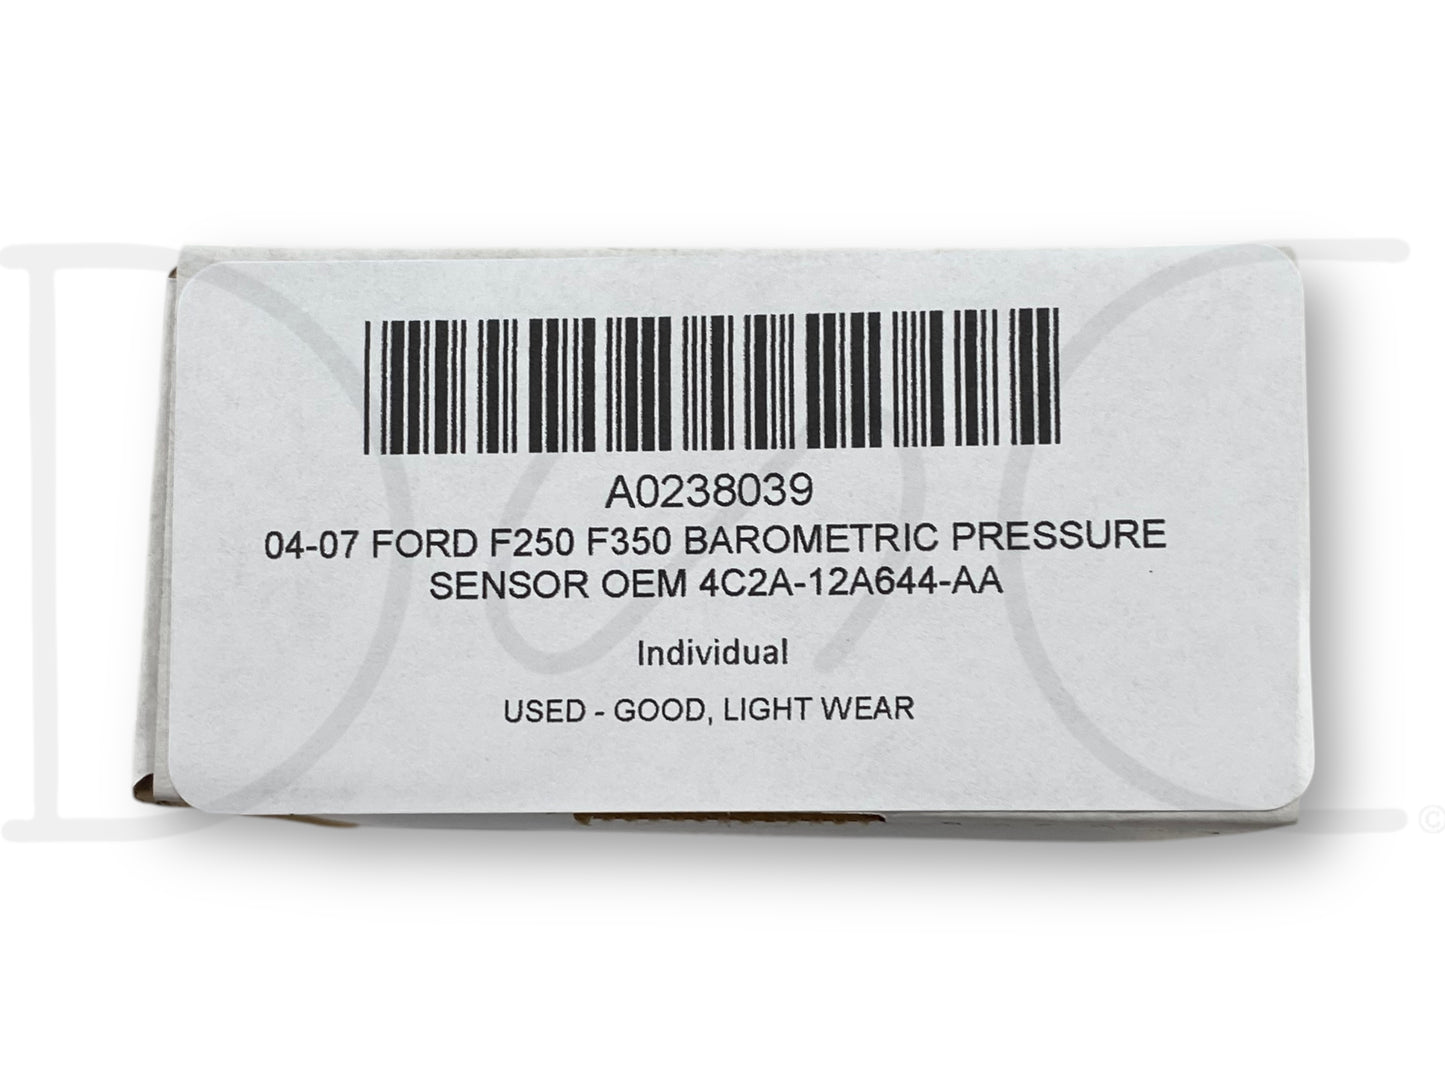 A0238039
04-07 FORD F250 F350 BAROMETRIC PRESSURE
SENSOR OEM 4C2A-12A644-AA
Individual
USED - GOOD, LIGHT WEAR
©